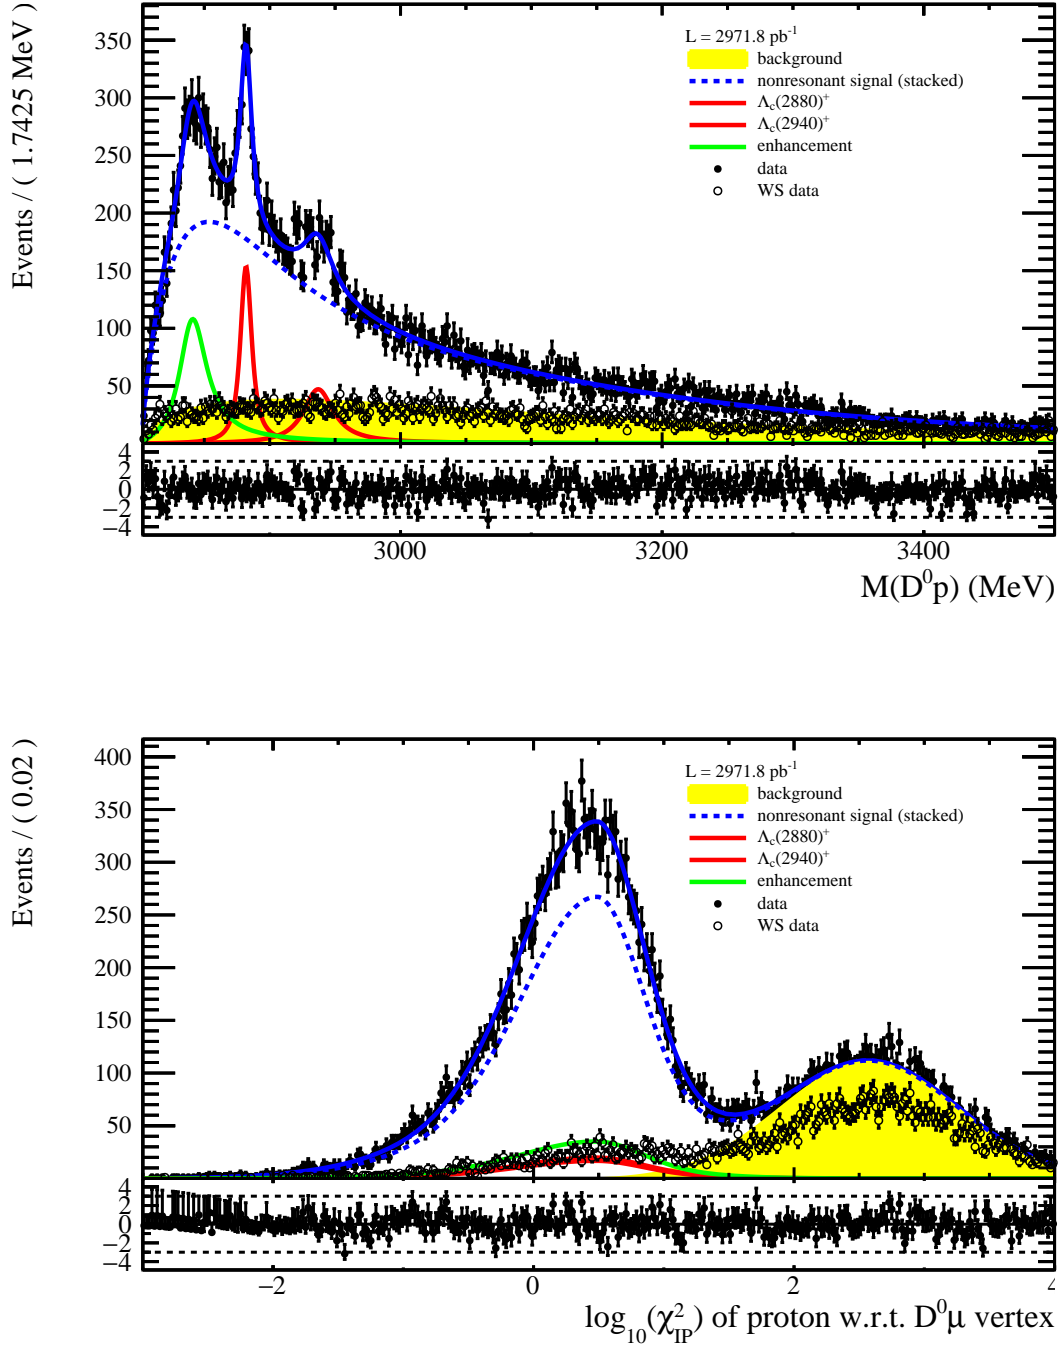 Events / ( 1.7425 MeV )
350
300
250
200
150
100
50
L = 2971.8 pb⁻¹
background
nonresonant signal (stacked)
Λc(2880)⁺
Λc(2940)⁺
enhancement
data
WS data
4
2
0
−2
−4
3000 3200 3400
M(D⁰p) (MeV)
Events / ( 0.02 )
400
350
300
250
200
150
100
50
L = 2971.8 pb⁻¹
background
nonresonant signal (stacked)
Λc(2880)⁺
Λc(2940)⁺
enhancement
data
WS data
4
2
0
−2
−4
−2 0 2 4
log₁₀(χ²IP) of proton w.r.t. D⁰μ vertex